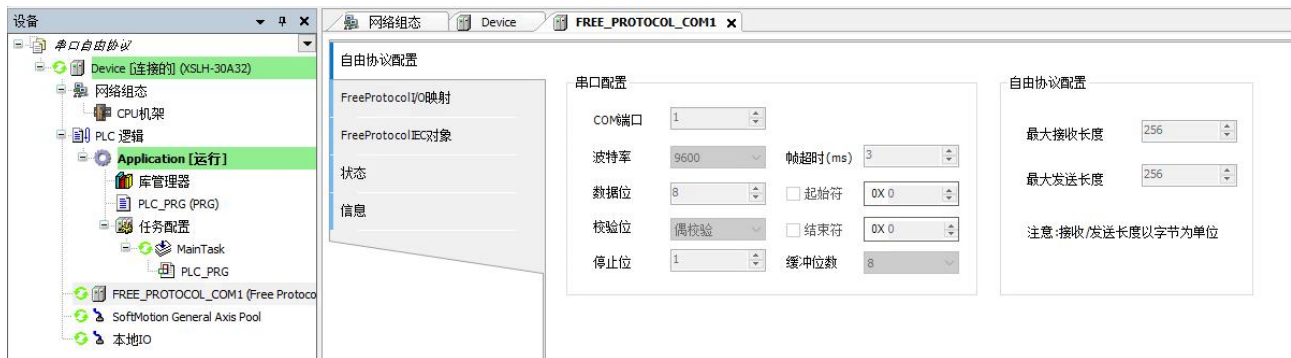 设备
串口自由协议
Device [连接的] (XSLH-30A32)
网络组态
CPU机架
PLC 逻辑
Application [运行]
库管理器
PLC_PRG (PRG)
任务配置
MainTask
PLC_PRG
FREE_PROTOCOL_COM1 (Free Protoco
SoftMotion General Axis Pool
本地IO
网络组态 Device FREE_PROTOCOL_COM1
自由协议配置
FreeProtocolI/O映射
FreeProtocolIEC对象
状态
信息
串口配置
COM端口 1
波特率 9600 帧超时(ms) 3
数据位 8 起始符 0X 0
校验位 偶校验 结束符 0X 0
停止位 1 缓冲位数 8
自由协议配置
最大接收长度 256
最大发送长度 256
注意:接收/发送长度以字节为单位